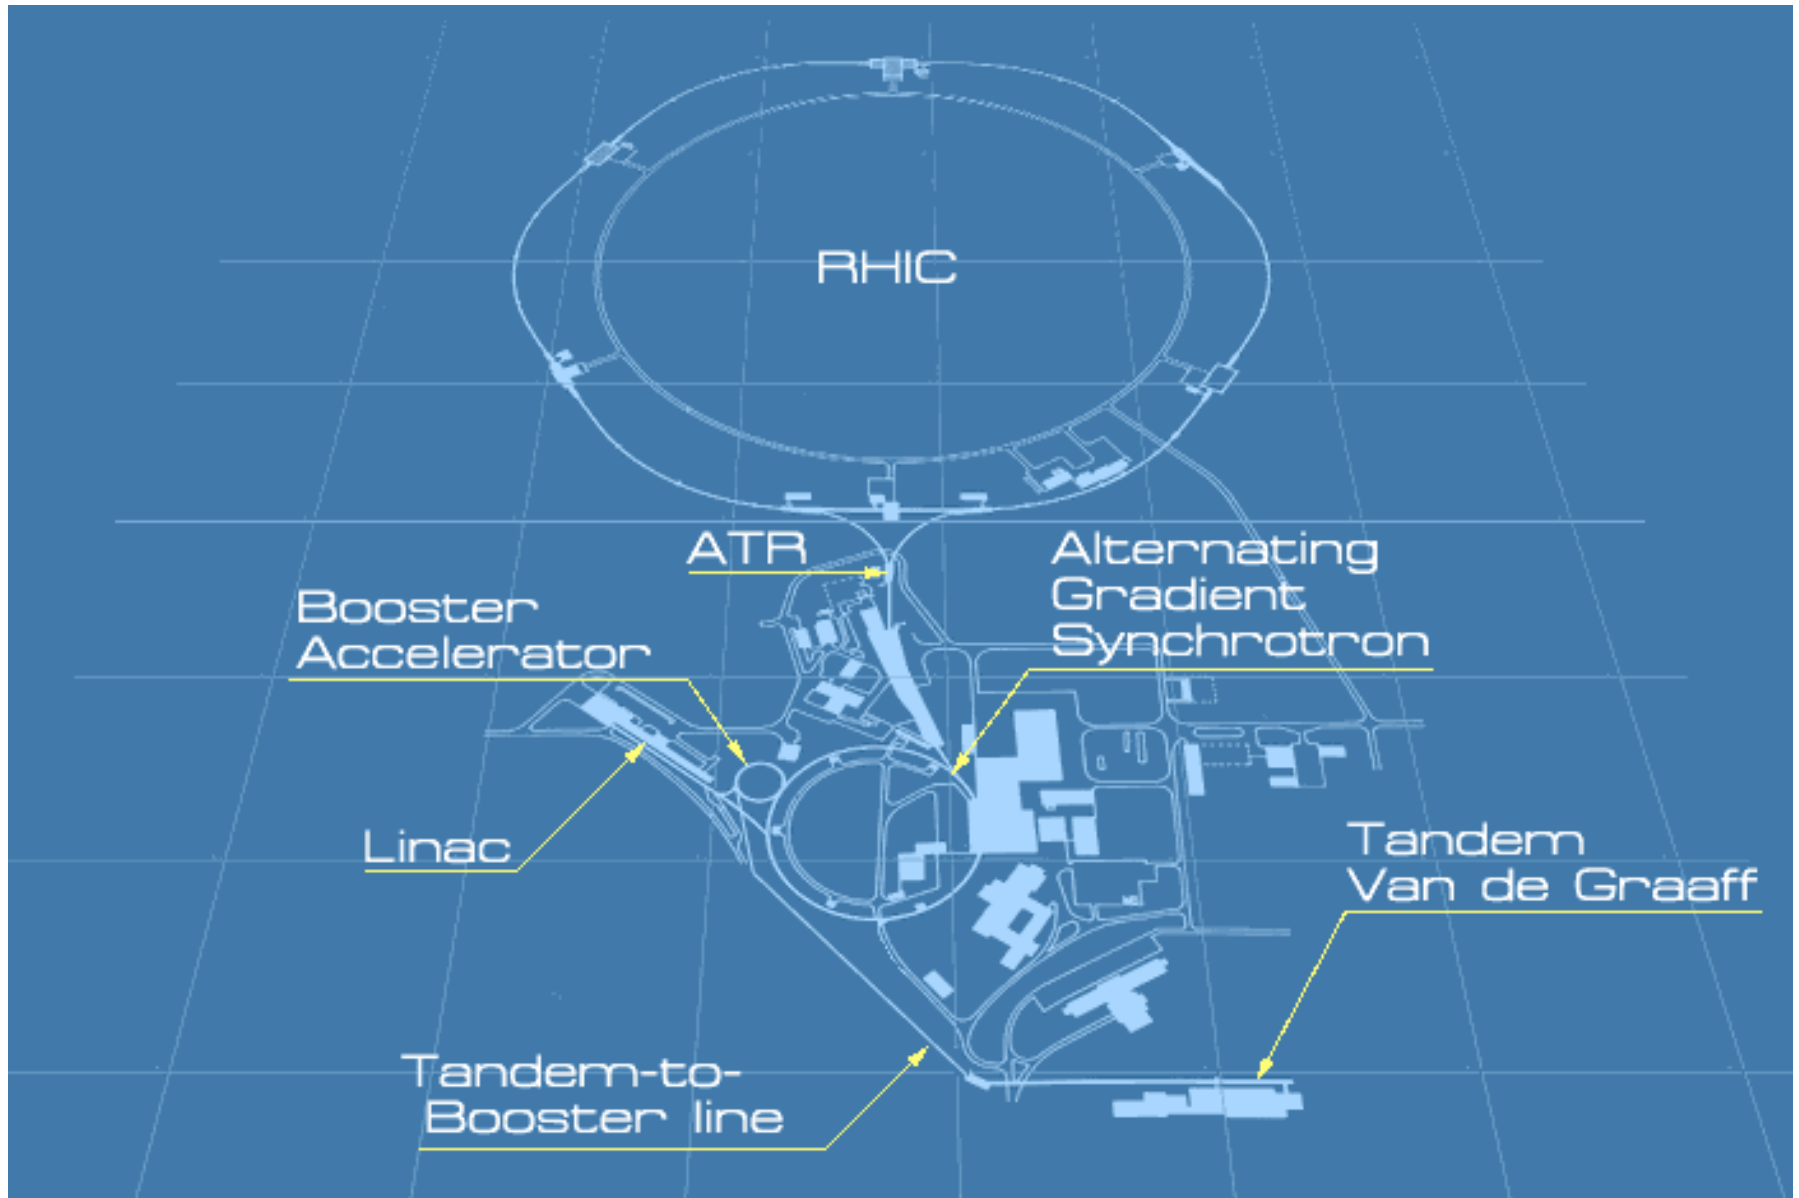 RHIC
ATR
Alternating
Gradient
Synchrotron
Booster
Accelerator
Linac
Tandem
Van de Graaff
Tandem-to-
Booster line